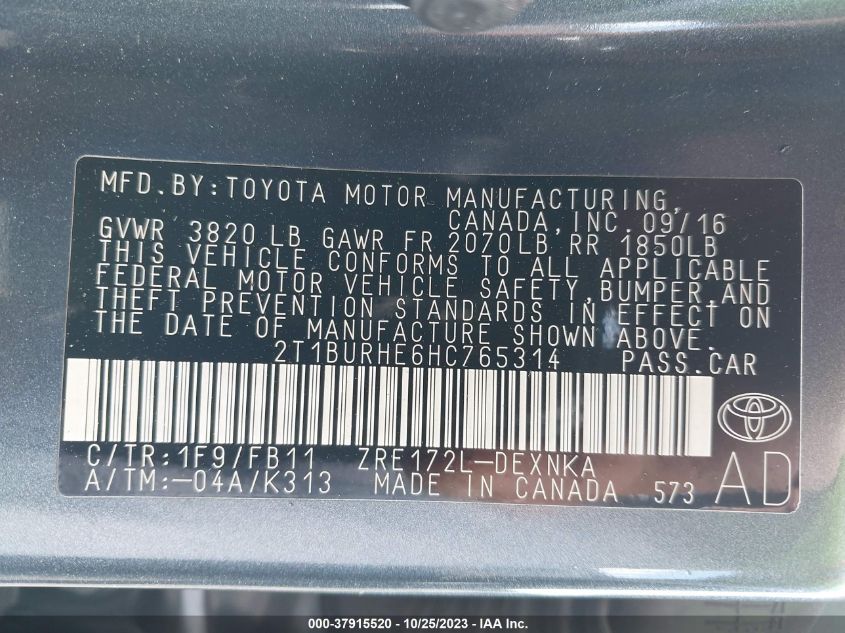 MFD.BY:TOYOTA MOTOR MANUFACTURING,
CANADA,INC. 09/16
GVWR 3820 LB GAWR FR 2070LB RR 1850LB
THIS VEHICLE CONFORMS TO ALL APPLICABLE
FEDERAL MOTOR VEHICLE SAFETY,BUMPER,AND
THEFT PREVENTION STANDARDS IN EFFECT ON
THE DATE OF MANUFACTURE SHOWN ABOVE.
2T1BURHE6HC765314 PASS.CAR
C/TR:1F9/FB11 ZRE172L-DEXNKA
A/TM:-04A/K313 MADE IN CANADA 573
AD
000-37915520 - 10/25/2023 - IAA Inc.